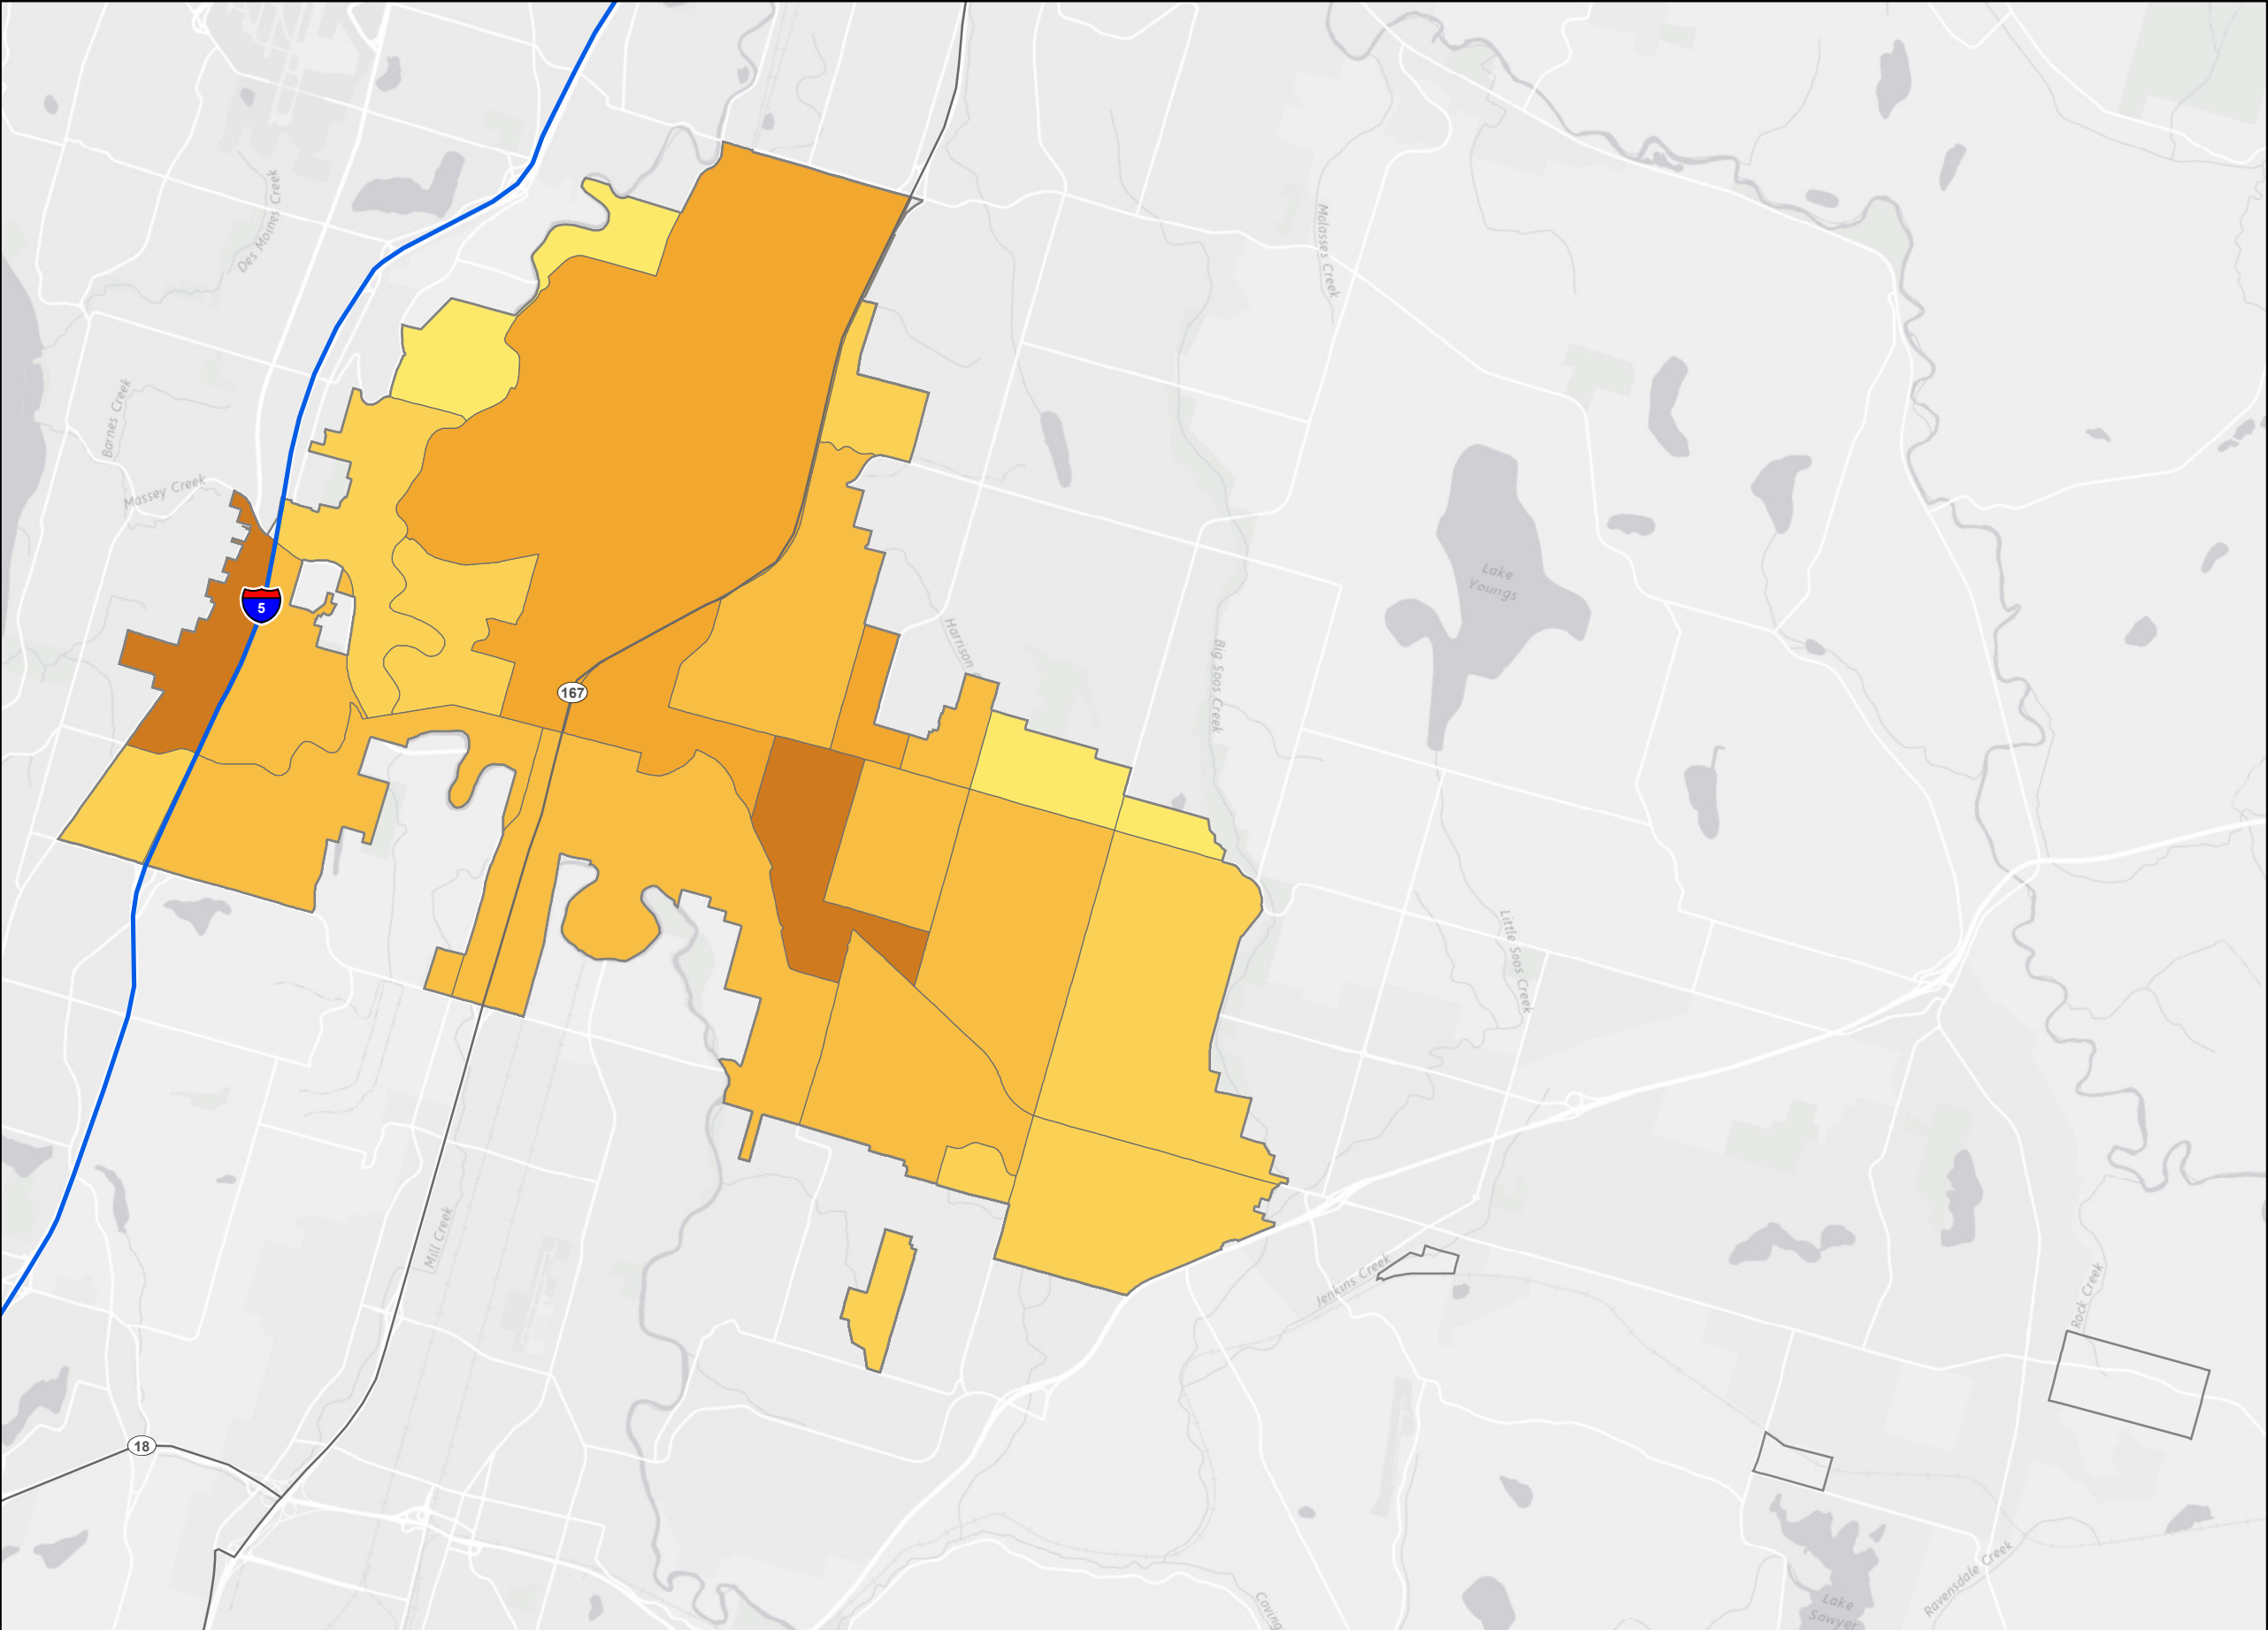 Des Moines Creek
Molasses Creek
Barnes Creek
Massey Creek
Lake
Youngs
5
Harrison
Big Soos Creek
167
Little Soos Creek
Mill Creek
Jenkins Creek
Rock Creek
18
Ravensdale Creek
Coving
Lake
Sawyer